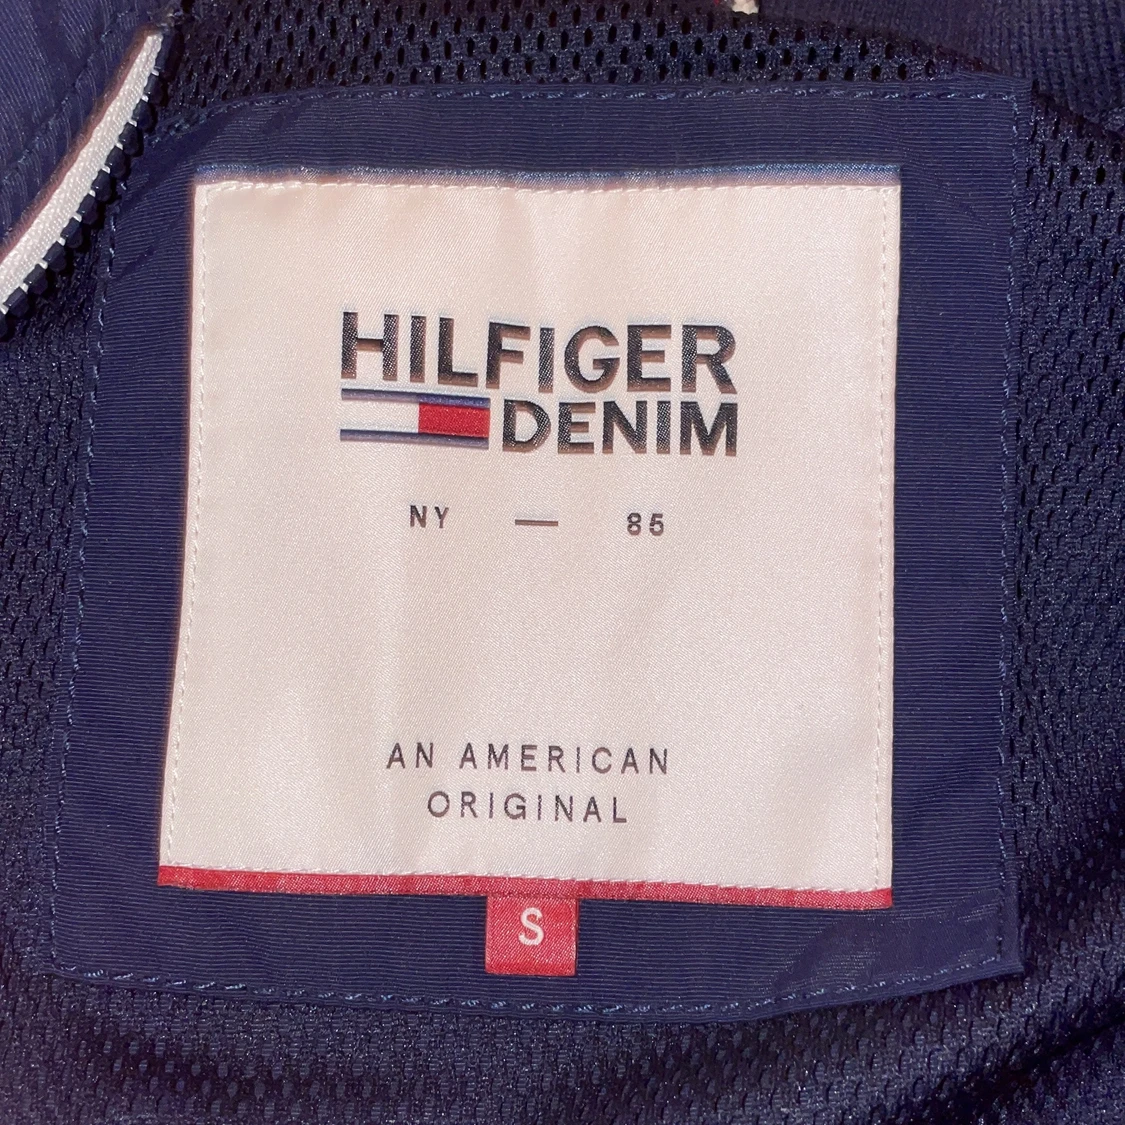 HILFIGER
DENIM
NY — 85
AN AMERICAN
ORIGINAL
S